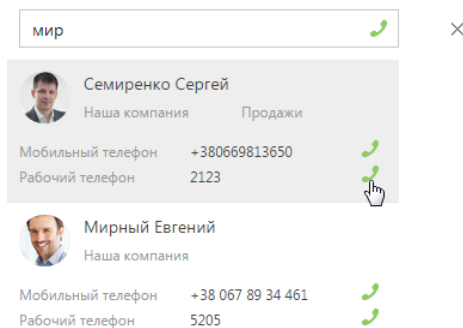 мир
Семиренко Сергей
Наша компания Продажи
Мобильный телефон +380669813650
Рабочий телефон 2123
Мирный Евгений
Наша компания
Мобильный телефон +38 067 89 34 461
Рабочий телефон 5205